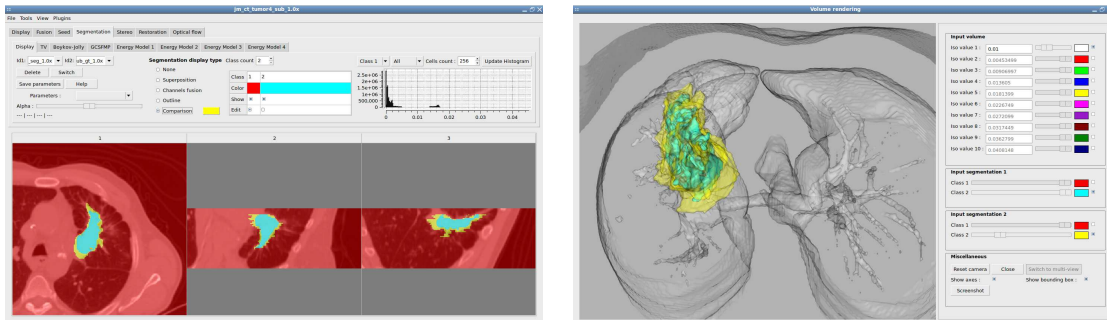 jm_ct_tumor4_sub_1.0x
File Tools View Plugins
Display Fusion Seed Segmentation Stereo Restoration Optical flow
Display TV Boykov-Jolly GCSFMF Energy Model 1 Energy Model 2 Energy Model 3 Energy Model 4
Id1: _seg_1.0x Id2: ub_gt_1.0x
Delete Switch
Save parameters Help
Parameters :
Alpha :
--- | --- | --- | ---
Segmentation display type
None
Superposition
Channels fusion
Outline
Comparison
Class count 2
Class 1 2
Color
Show
Edit
Class 1 All Cells count : 256 Update Histogram
2.5e+06
2e+06
1.5e+06
1e+06
500,000
0
0 0.01 0.02 0.03 0.04
1 2 3
Volume rendering
Input volume
Iso value 1 : 0.01
Iso value 2 : 0.00453499
Iso value 3 : 0.00906997
Iso value 4 : 0.013605
Iso value 5 : 0.0181399
Iso value 6 : 0.0226749
Iso value 7 : 0.0272099
Iso value 8 : 0.0317449
Iso value 9 : 0.0362799
Iso value 10 : 0.0408148
Input segmentation 1
Class 1 :
Class 2 :
Input segmentation 2
Class 1 :
Class 2 :
Miscellaneous
Reset camera Close Switch to multi-view
Show axes : Show bounding box :
Screenshot